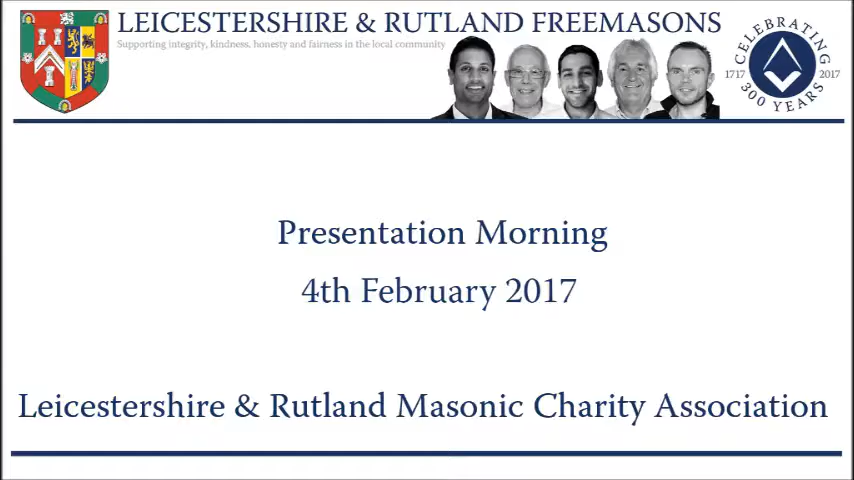 LEICESTERSHIRE & RUTLAND FREEMASONS
Supporting integrity, kindness, honesty and fairness in the local community
CELEBRATING
1717 2017
300 YEARS
Presentation Morning
4th February 2017
Leicestershire & Rutland Masonic Charity Association